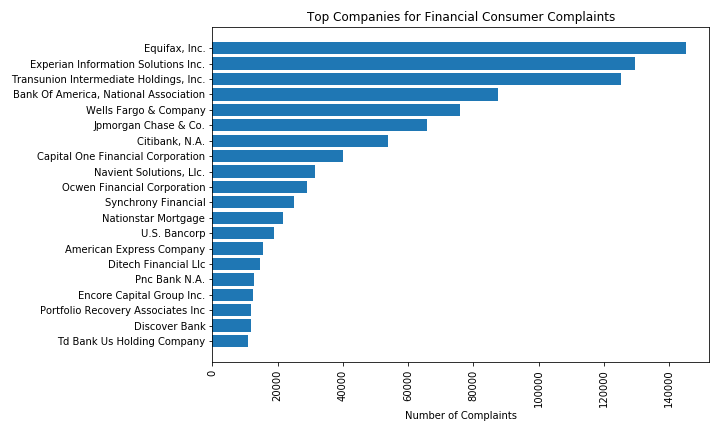 Top Companies for Financial Consumer Complaints
Equifax, Inc.
Experian Information Solutions Inc.
Transunion Intermediate Holdings, Inc.
Bank Of America, National Association
Wells Fargo & Company
Jpmorgan Chase & Co.
Citibank, N.A.
Capital One Financial Corporation
Navient Solutions, Llc.
Ocwen Financial Corporation
Synchrony Financial
Nationstar Mortgage
U.S. Bancorp
American Express Company
Ditech Financial Llc
Pnc Bank N.A.
Encore Capital Group Inc.
Portfolio Recovery Associates Inc
Discover Bank
Td Bank Us Holding Company
0
20000
40000
60000
80000
100000
120000
140000
Number of Complaints